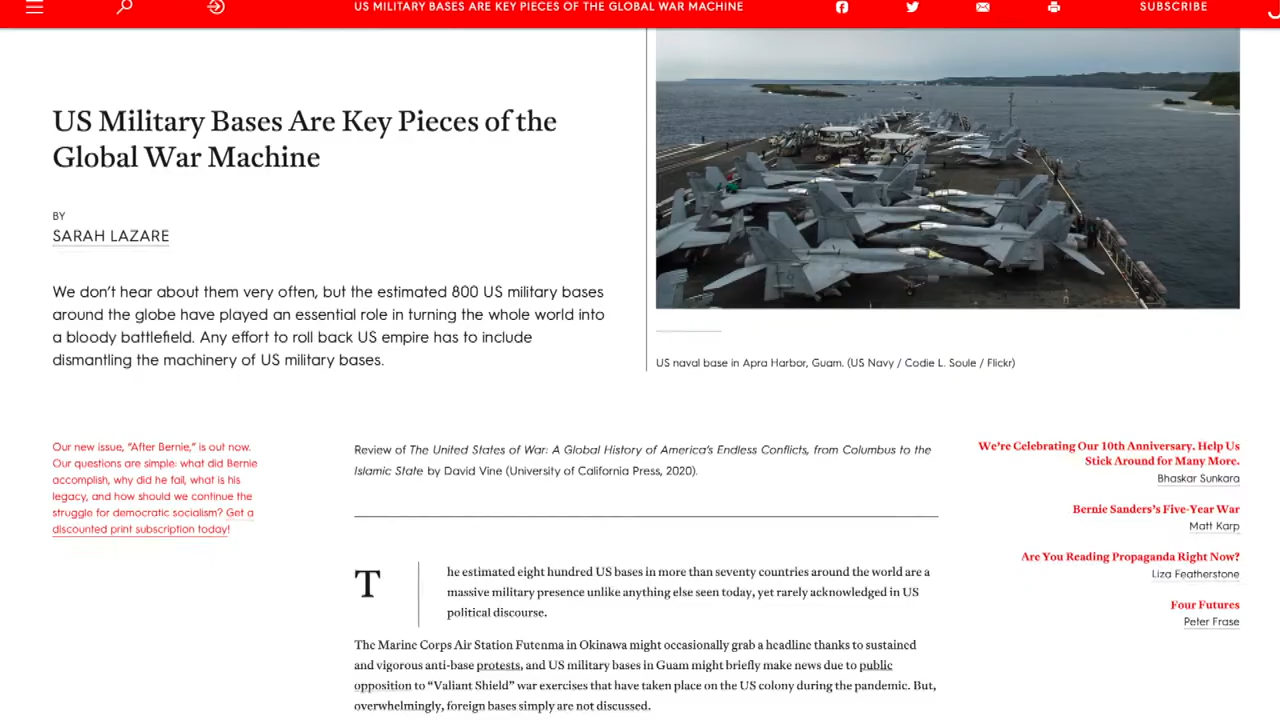 US MILITARY BASES ARE KEY PIECES OF THE GLOBAL WAR MACHINE
SUBSCRIBE
US Military Bases Are Key Pieces of the
Global War Machine
BY
SARAH LAZARE
We don't hear about them very often, but the estimated 800 US military bases
around the globe have played an essential role in turning the whole world into
a bloody battlefield. Any effort to roll back US empire has to include
dismantling the machinery of US military bases.
US naval base in Apra Harbor, Guam. (US Navy / Codie L. Soule / Flickr)
Our new issue, “After Bernie,” is out now.
Our questions are simple: what did Bernie
accomplish, why did he fail, what is his
legacy, and how should we continue the
struggle for democratic socialism? Get a
discounted print subscription today!
Review of The United States of War: A Global History of America's Endless Conflicts, from Columbus to the
Islamic State by David Vine (University of California Press, 2020).
The estimated eight hundred US bases in more than seventy countries around the world are a
massive military presence unlike anything else seen today, yet rarely acknowledged in US
political discourse.
The Marine Corps Air Station Futenma in Okinawa might occasionally grab a headline thanks to sustained
and vigorous anti-base protests, and US military bases in Guam might briefly make news due to public
opposition to “Valiant Shield” war exercises that have taken place on the US colony during the pandemic. But,
overwhelmingly, foreign bases simply are not discussed.
We're Celebrating Our 10th Anniversary. Help Us
Stick Around for Many More.
Bhaskar Sunkara
Bernie Sanders's Five-Year War
Matt Karp
Are You Reading Propaganda Right Now?
Liza Featherstone
Four Futures
Peter Frase